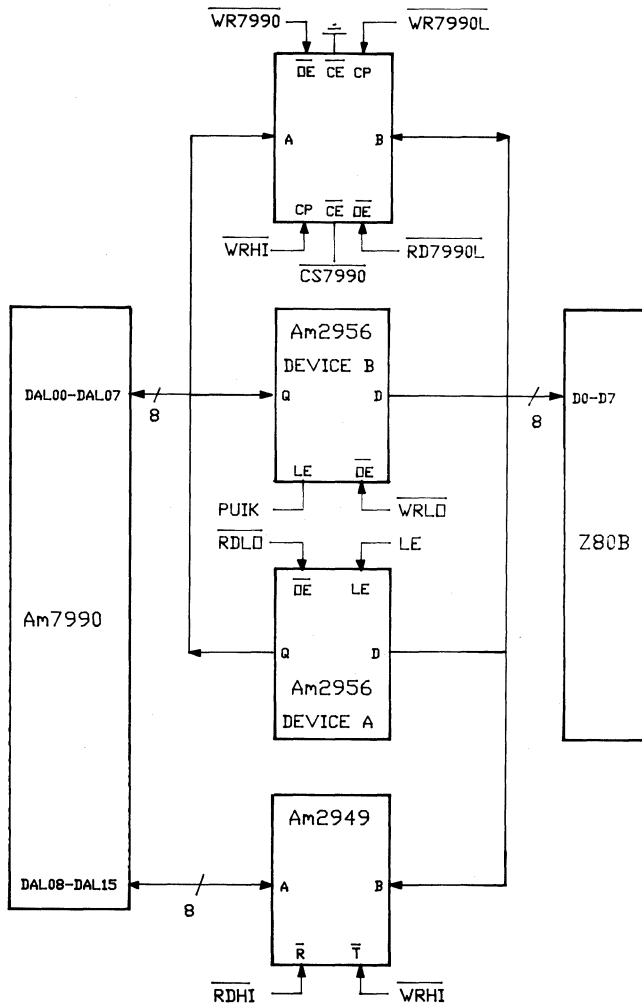 WR7990 WR7990L
OE CE CP
A B
CP CE OE
WRHI RD7990L
CS7990
Am2956
DEVICE B
DAL00-DAL07 Q D D0-D7
8 8
LE OE
PUIK WRLO
RDLO LE
OE LE
Am7990 Z80B
Q D
Am2956
DEVICE A
Am2949
DAL08-DAL15 A B
8
R T
RDHI WRHI